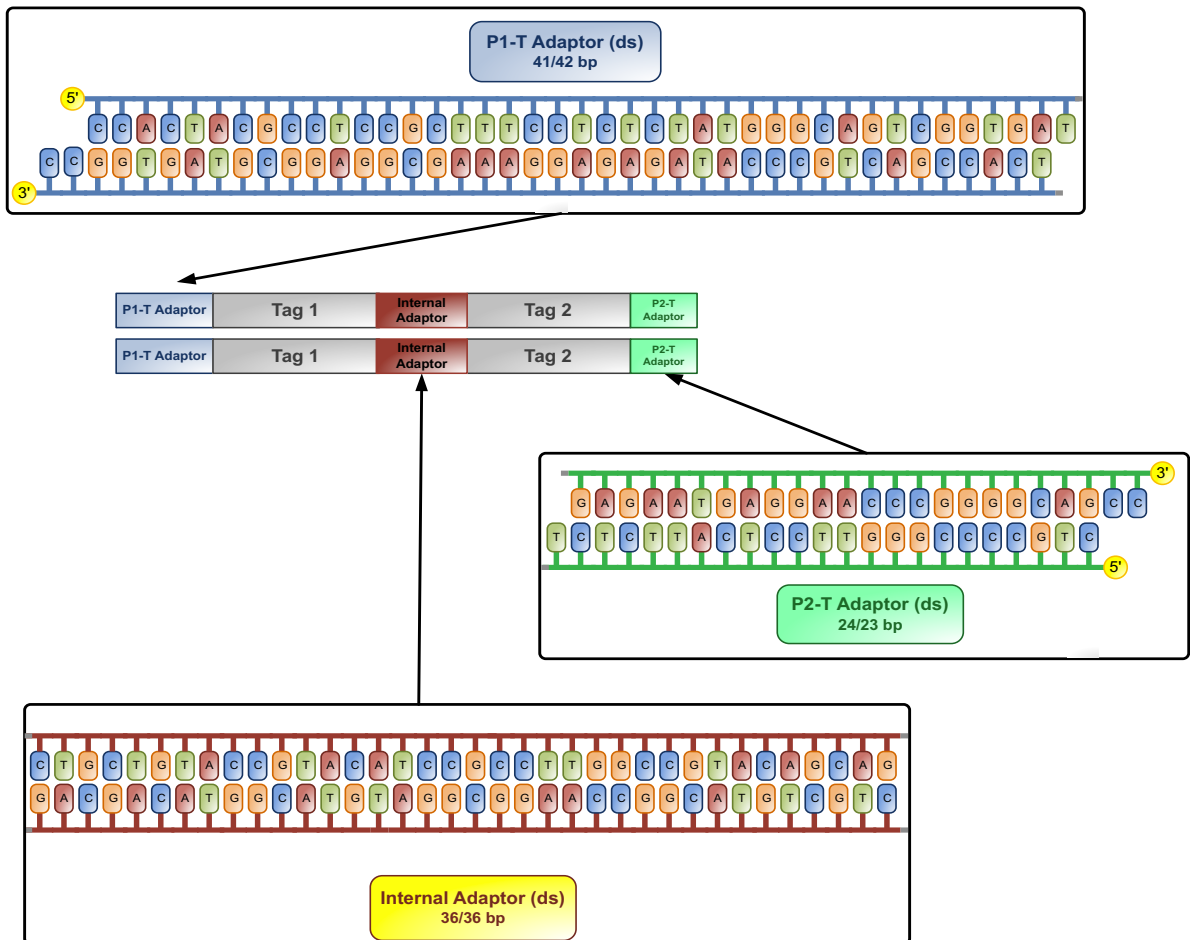 P1-T Adaptor (ds)
41/42 bp
5'
C C A C T A C G C C T C C G C T T T C C T C T C T A T G G G C A G T C G G T G A T
C C G G T G A T G C G G A G G C G A A A G G A G A G A T A C C C G T C A G C C A C T
3'
P1-T Adaptor
Tag 1
Internal
Adaptor
Tag 2
P2-T
Adaptor
P1-T Adaptor
Tag 1
Internal
Adaptor
Tag 2
P2-T
Adaptor
3'
G A G A A T G A G G A A C C C G G G G C A G C C
T C T C T T A C T C C T T G G G C C C C G T C
5'
P2-T Adaptor (ds)
24/23 bp
C T G C T G T A C C G T A C A T C C G C C T T G G C C G T A C A G C A G
G A C G A C A T G G C A T G T A G G C G G A A C C G G C A T G T C G T C
Internal Adaptor (ds)
36/36 bp